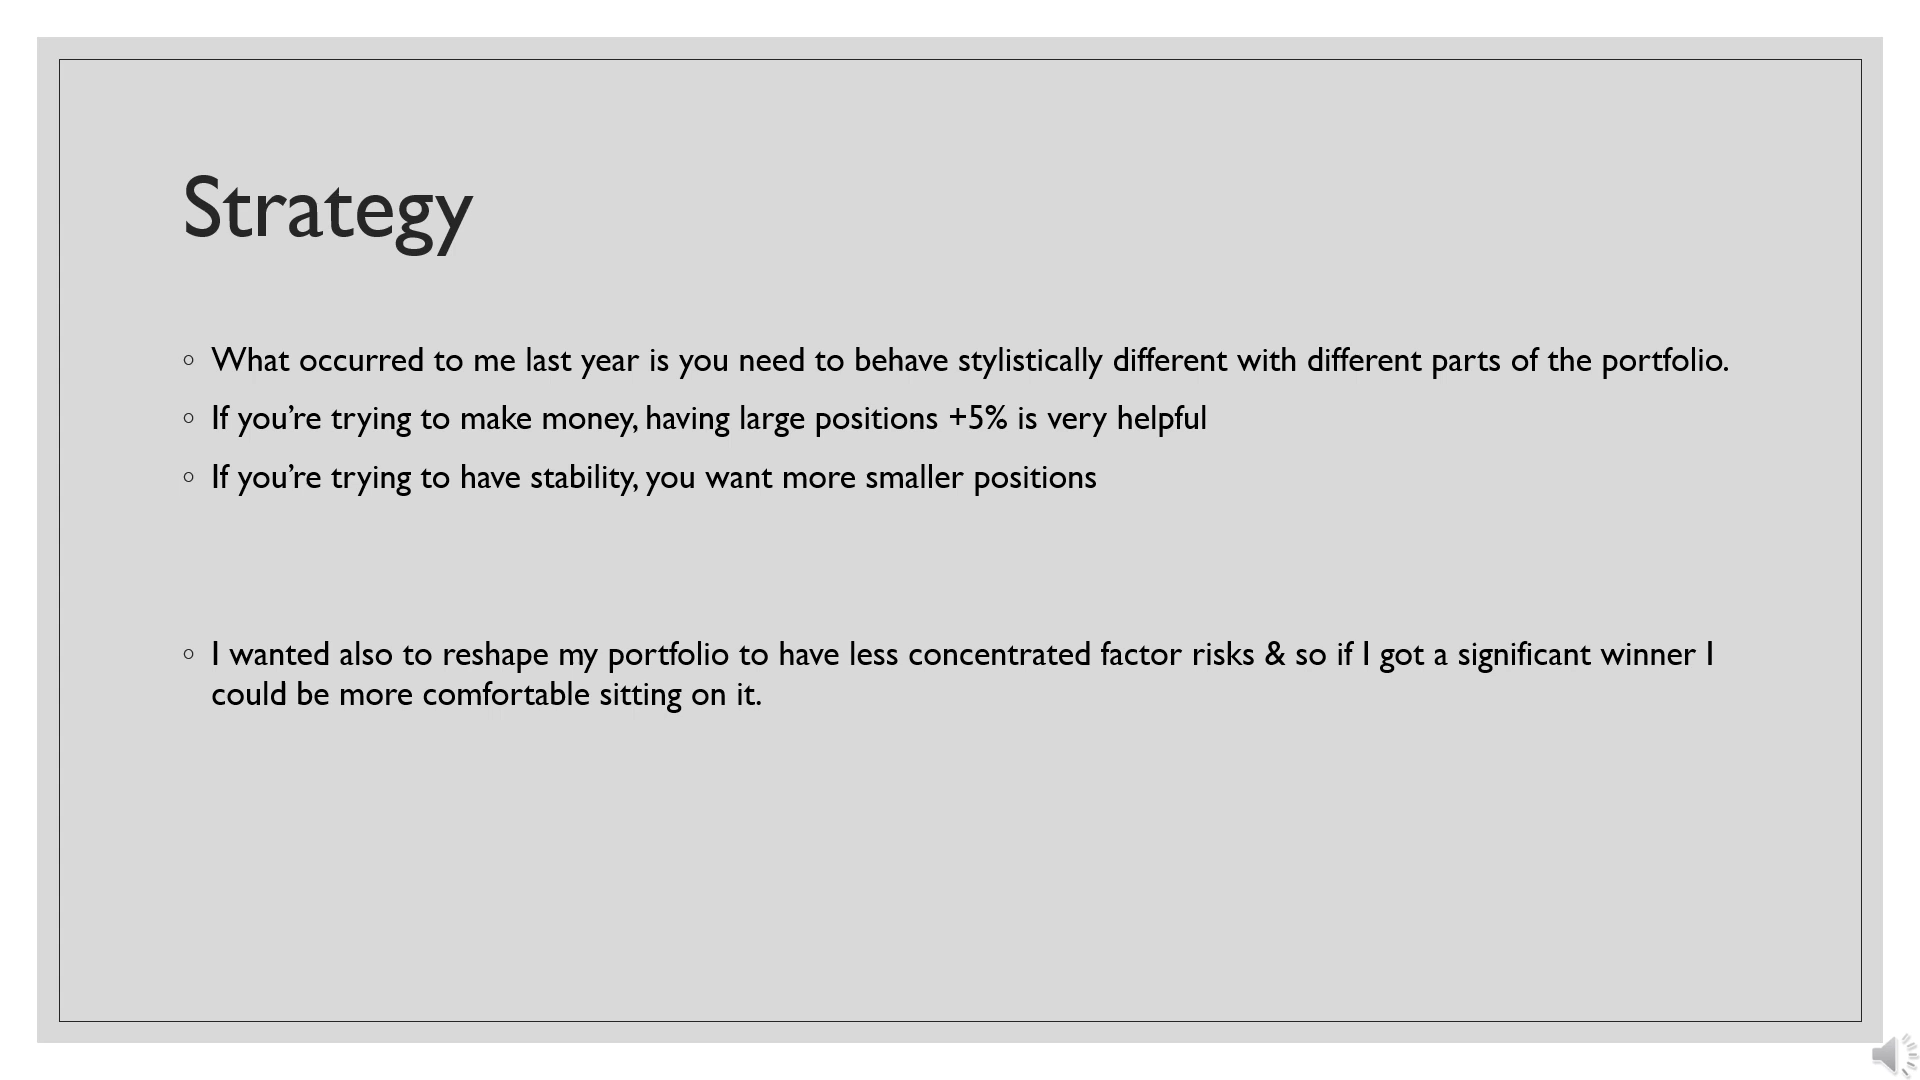 Strategy
◦ What occurred to me last year is you need to behave stylistically different with different parts of the portfolio.
◦ If you’re trying to make money, having large positions +5% is very helpful
◦ If you’re trying to have stability, you want more smaller positions
◦ I wanted also to reshape my portfolio to have less concentrated factor risks & so if I got a significant winner I
could be more comfortable sitting on it.